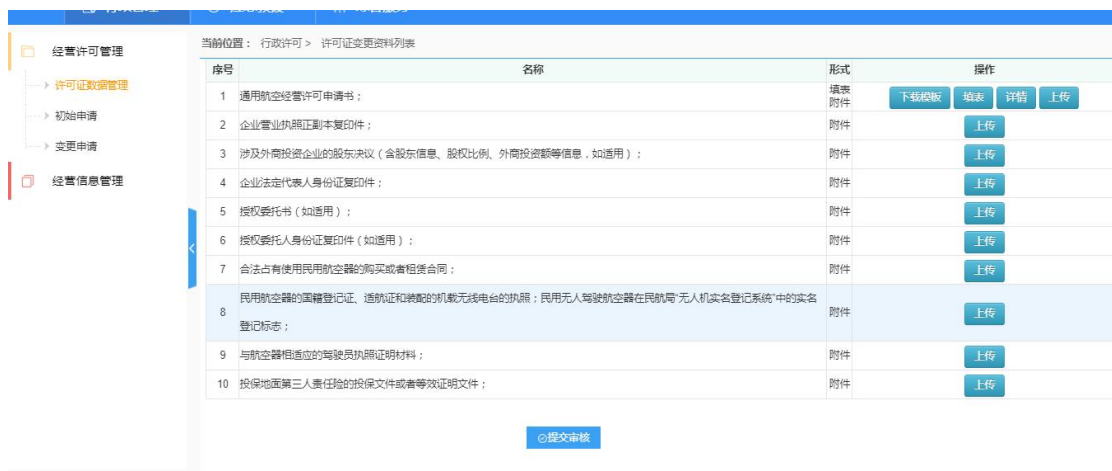 经营许可管理
许可证数据管理
初始申请
变更申请
经营信息管理
当前位置： 行政许可 > 许可证变更资料列表
序号 名称 形式 操作
1 通用航空经营许可申请书； 填表 附件 下载模板 填表 详情 上传
2 企业营业执照正副本复印件； 附件 上传
3 涉及外商投资企业的股东决议（含股东信息、股权比例、外商投资额等信息，如适用）； 附件 上传
4 企业法定代表人身份证复印件； 附件 上传
5 授权委托书（如适用）； 附件 上传
6 授权委托人身份证复印件（如适用）； 附件 上传
7 合法占有使用民用航空器的购买或者租赁合同； 附件 上传
8 民用航空器的国籍登记证、适航证和装配的机载无线电台的执照；民用无人驾驶航空器在民航局“无人机实名登记系统”中的实名
登记标志； 附件 上传
9 与航空器相适应的驾驶员执照证明材料； 附件 上传
10 投保地面第三人责任险的投保文件或者等效证明文件； 附件 上传
提交审核